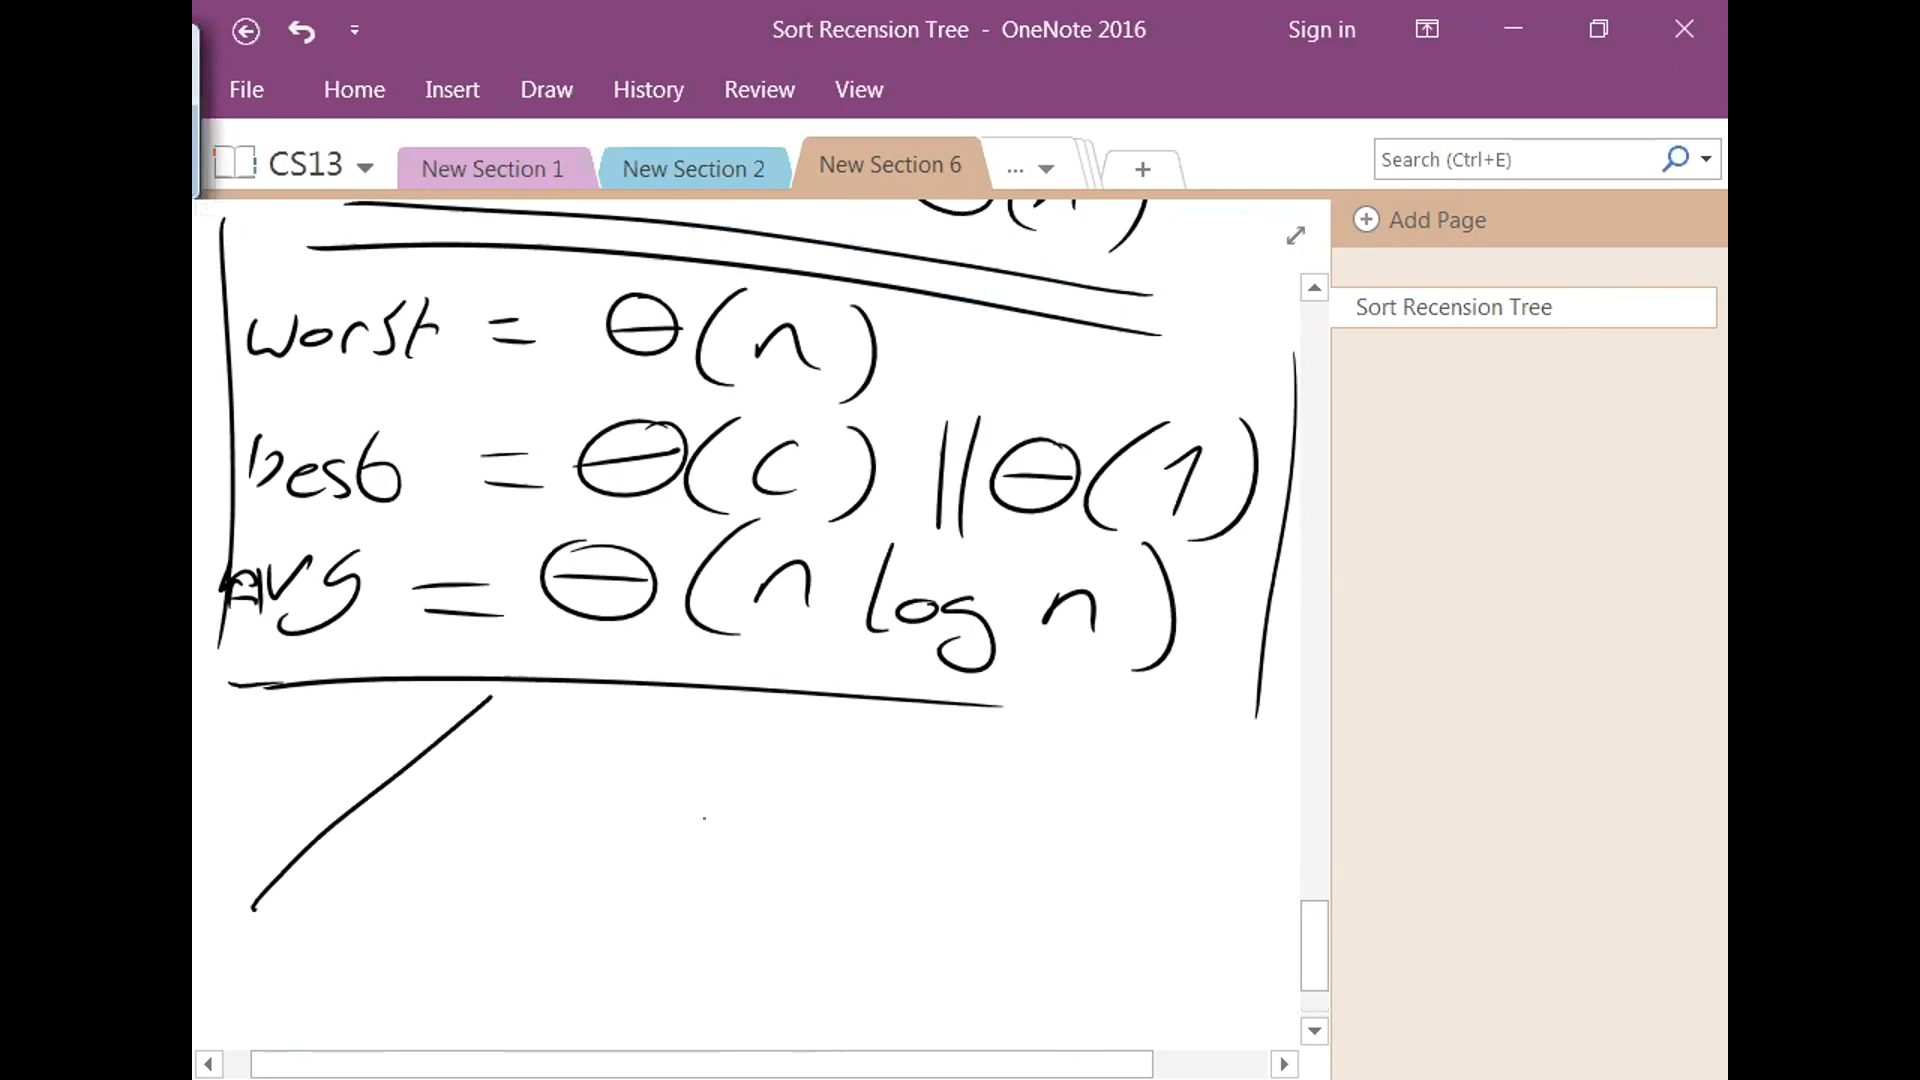 Sort Recension Tree - OneNote 2016
Sign in
File Home Insert Draw History Review View
CS13
New Section 1
New Section 2
New Section 6
...
+
Search (Ctrl+E)
Add Page
Sort Recension Tree
worst = Θ(n)
best = Θ(c) || Θ(1)
AVG = Θ(n log n)